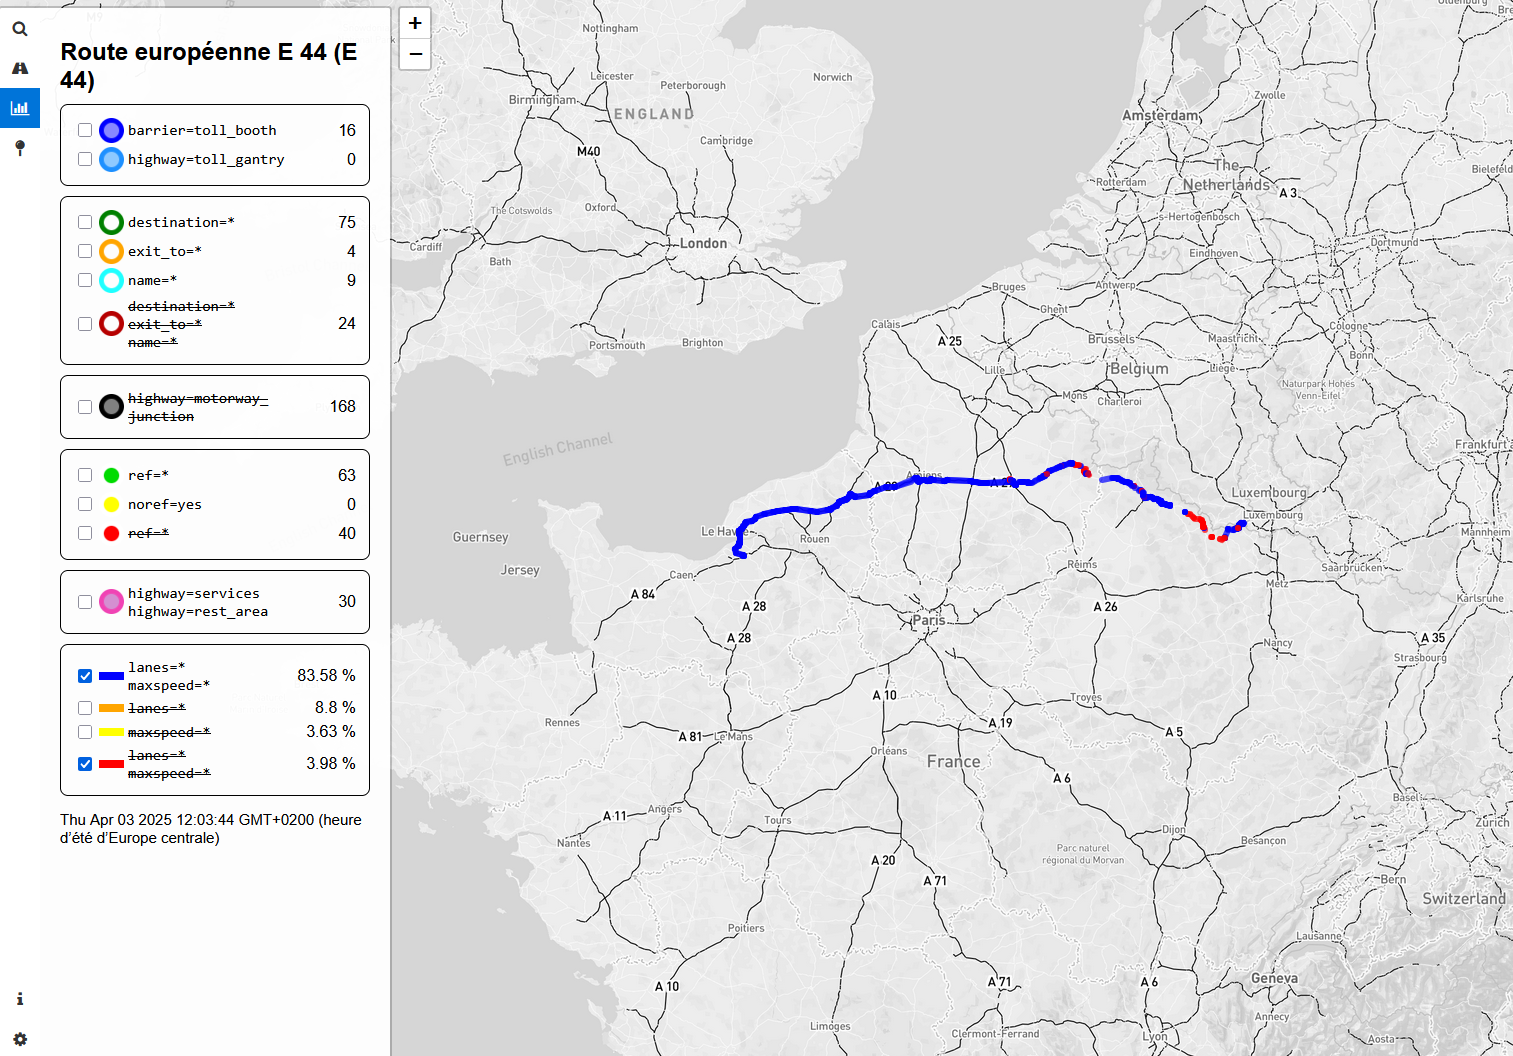 Route européenne E 44 (E
44)
barrier=toll_booth 16
highway=toll_gantry 0
destination=* 75
exit_to=* 4
name=* 9
destination=*
exit_to=* 24
name=*
highway=motorway_
junction 168
ref=* 63
noref=yes 0
ref=* 40
highway=services
highway=rest_area 30
lanes=*
maxspeed=* 83.58 %
lanes=* 8.8 %
maxspeed=* 3.63 %
lanes=*
maxspeed=* 3.98 %
Thu Apr 03 2025 12:03:44 GMT+0200 (heure
d’été d’Europe centrale)
+
−
Nottingham
Leicester
Peterborough
Norwich
Birmingham
ENGLAND
Cambridge
M40
The Cotswolds
Oxford
Cardiff
London
Bath
Portsmouth
Brighton
Zwolle
Amsterdam
The
Netherlands
A 3
Bielefeld
Rotterdam
's-Hertogenbosch
Eindhoven
Dortmund
Bruges
Antwerp
Ghent
Calais
A 25
Brussels
Maastricht
Cologne
Bonn
Lille
Belgium
Liège
Mons
Charleroi
Naturpark Hohes
Venn-Eifel
English Channel
Frankfurt a
Amiens
A 29
Luxembourg
Luxembourg
Le Havre
Rouen
Guernsey
Jersey
Caen
Reims
Saarbrücken
Mannheim
Metz
Karlsruhe
A 84
A 28
A 26
Paris
A 28
Nancy
A 35
Strasbourg
A 10
Troyes
Rennes
A 19
A 81
Le Mans
A 5
Orléans
France
A 6
Angers
A 11
Tours
Basel
Zürich
Nantes
Dijon
Besançon
Parc naturel
régional du Morvan
A 20
A 71
Bern
Switzerland
Poitiers
Lausanne
A 10
A 71
A 6
Geneva
Annecy
Limoges
Clermont-Ferrand
Lyon
Aosta